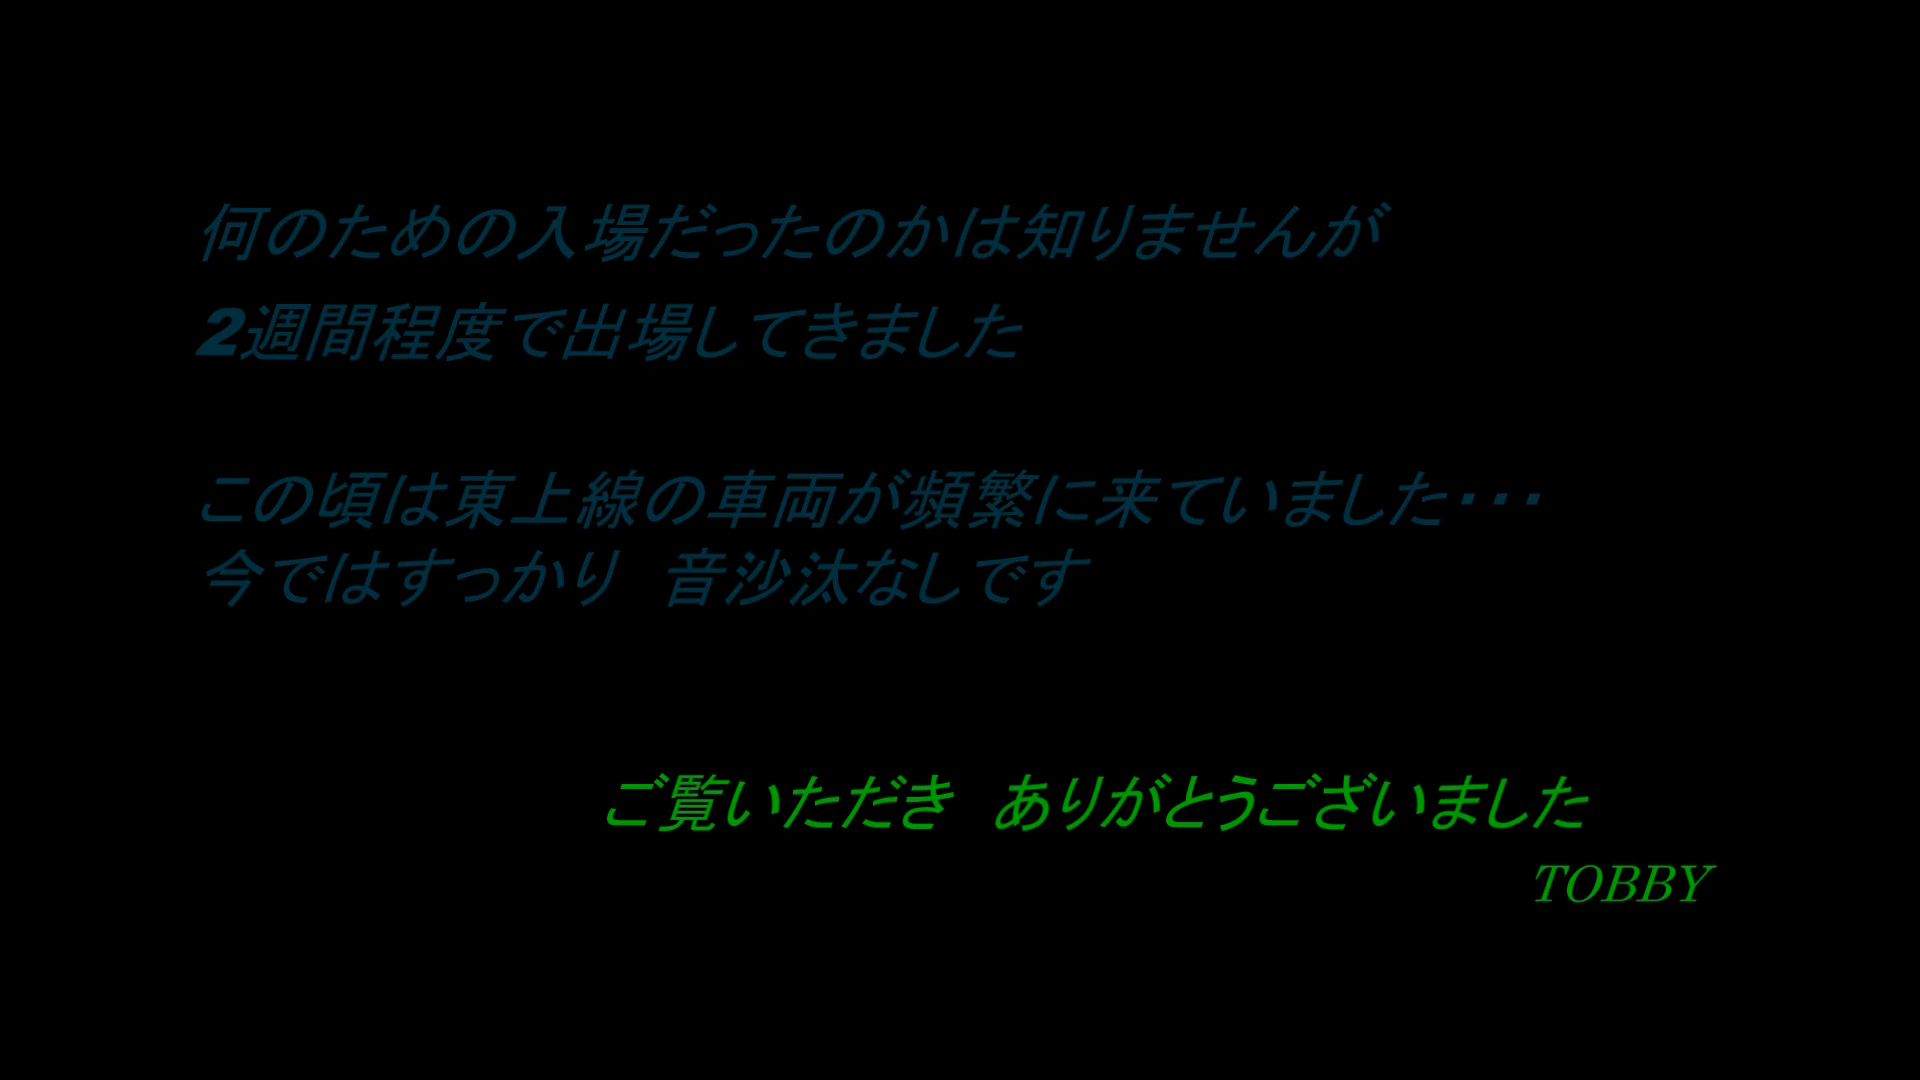 何のための入場だったのかは知りませんが
2週間程度で出場してきました
この頃は東上線の車両が頻繁に来ていました・・・
今ではすっかり　音沙汰なしです
ご覧いただき　ありがとうございました
TOBBY